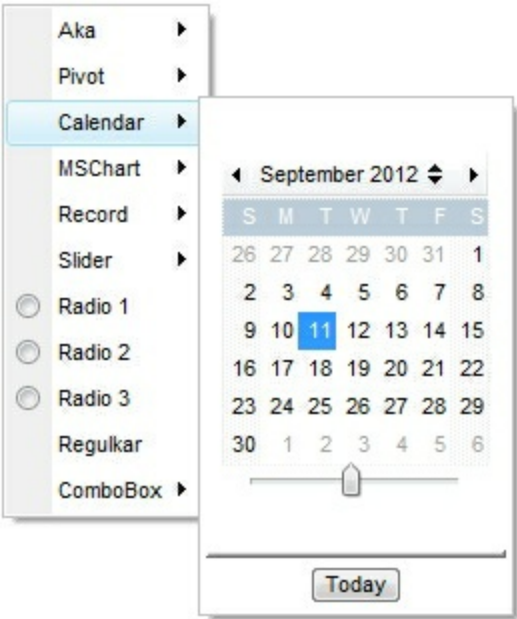 Aka
Pivot
Calendar
MSChart
Record
Slider
Radio 1
Radio 2
Radio 3
Regulkar
ComboBox
September 2012
S M T W T F S
26 27 28 29 30 31 1
2 3 4 5 6 7 8
9 10 11 12 13 14 15
16 17 18 19 20 21 22
23 24 25 26 27 28 29
30 1 2 3 4 5 6
Today